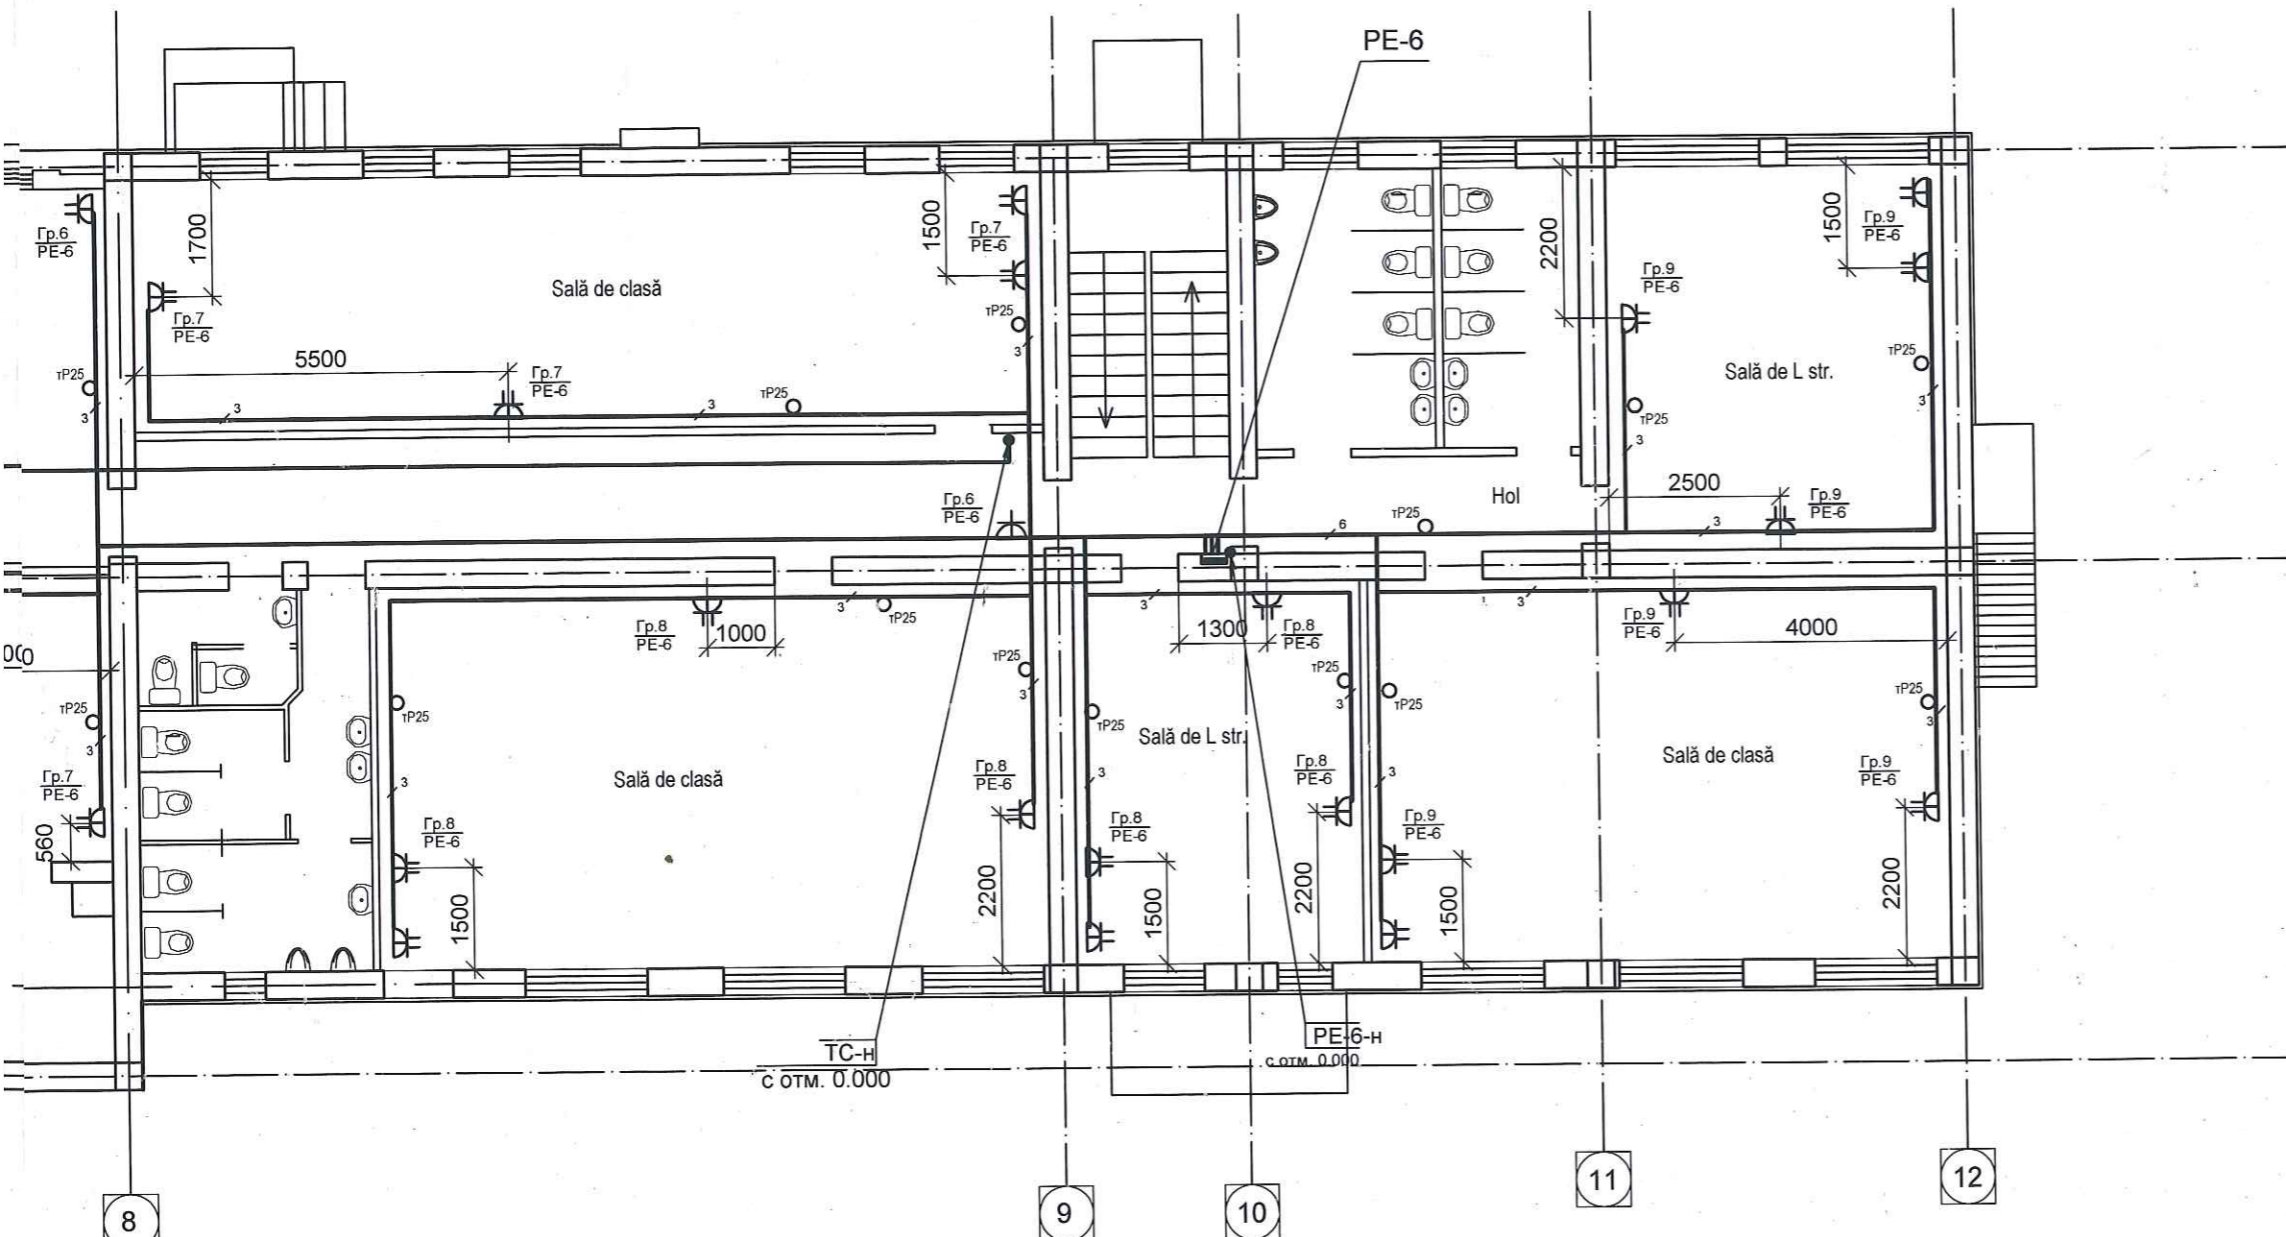 PE-6
Гр.6
PE-6
1700
Гр.7
PE-6
1500
Гр.7
PE-6
2200
Гр.9
PE-6
1500
Гр.9
PE-6
Sală de clasă
тР25
3
5500
Гр.7
PE-6
тР25
3
3
3
тР25
Sală de L str.
тР25
3
тР25
3
2500
Гр.9
PE-6
Hol
Гр.6
PE-6
6
тР25
3
3
тР25
Гр.8
PE-6
1000
3
1300
Гр.8
PE-6
3
Гр.9
PE-6
4000
тР25
3
тР25
3
тР25
3
тР25
3
тР25
3
тР25
3
тР25
3
Гр.7
PE-6
560
Sală de clasă
Sală de L str.
Sală de clasă
Гр.8
PE-6
Гр.8
PE-6
Гр.8
PE-6
Гр.8
PE-6
Гр.9
PE-6
Гр.9
PE-6
1500
2200
1500
2200
1500
2200
TC-н
с отм. 0.000
PE-6-н
с отм. 0.000
8
9
10
11
12